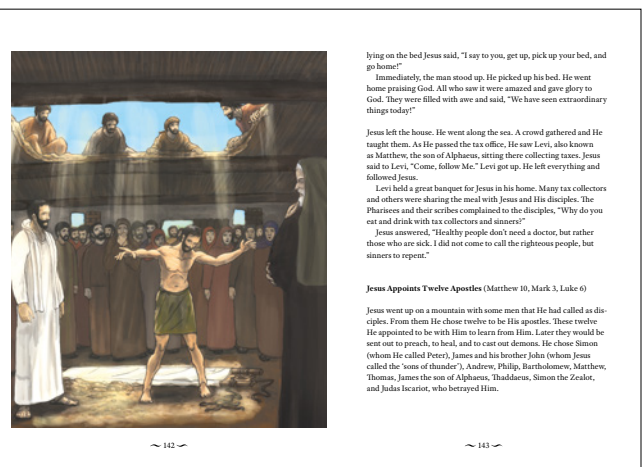 lying on the bed Jesus said, “I say to you, get up, pick up your bed, and
go home!”
Immediately, the man stood up. He picked up his bed. He went
home praising God. All who saw it were amazed and gave glory to
God. They were filled with awe and said, “We have seen extraordinary
things today!”
Jesus left the house. He went along the sea. A crowd gathered and He
taught them. As He passed the tax office, He saw Levi, also known
as Matthew, the son of Alphaeus, sitting there collecting taxes. Jesus
said to Levi, “Come, follow Me.” Levi got up. He left everything and
followed Jesus.
Levi held a great banquet for Jesus in his home. Many tax collectors
and others were sharing the meal with Jesus and His disciples. The
Pharisees and their scribes complained to the disciples, “Why do you
eat and drink with tax collectors and sinners?”
Jesus answered, “Healthy people don’t need a doctor, but rather
those who are sick. I did not come to call the righteous people, but
sinners to repent.”
Jesus Appoints Twelve Apostles (Matthew 10, Mark 3, Luke 6)
Jesus went up on a mountain with some men that He had called as dis-
ciples. From them He chose twelve to be His apostles. These twelve
He appointed to be with Him to learn from Him. Later they would be
sent out to preach, to heal, and to cast out demons. He chose Simon
(whom He called Peter), James and his brother John (whom Jesus
called the ‘sons of thunder’), Andrew, Philip, Bartholomew, Matthew,
Thomas, James the son of Alphaeus, Thaddaeus, Simon the Zealot,
and Judas Iscariot, who betrayed Him.
142
143